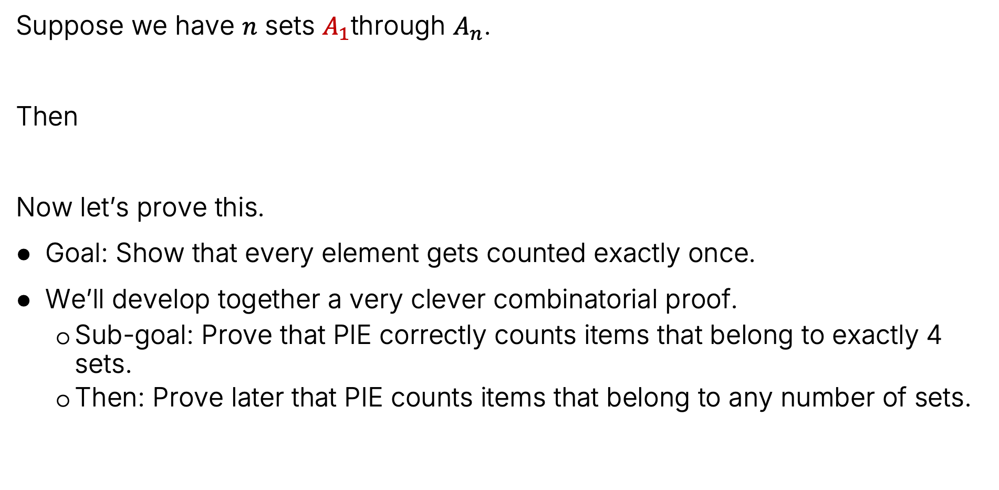 Suppose we have n sets A₁ through Aₙ.
Then
Now let’s prove this.
● Goal: Show that every element gets counted exactly once.
● We’ll develop together a very clever combinatorial proof.
○ Sub-goal: Prove that PIE correctly counts items that belong to exactly 4
sets.
○ Then: Prove later that PIE counts items that belong to any number of sets.